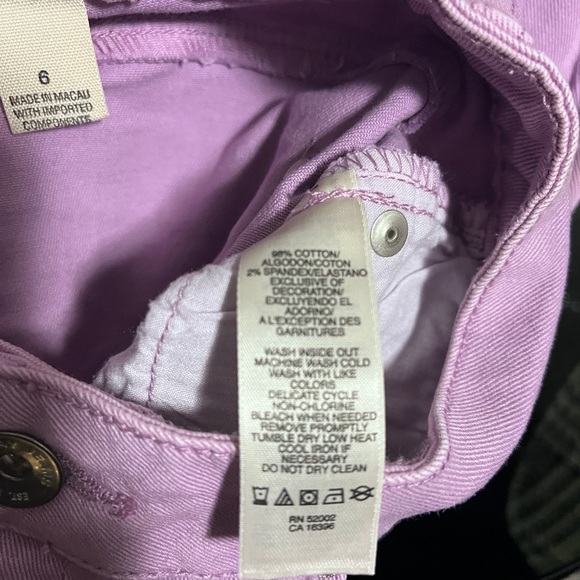 6
MADE IN MACAU
WITH IMPORTED
COMPONENTS
98% COTTON/
ALGODON/COTON
2% SPANDEX/ELASTANO
EXCLUSIVE OF
DECORATION/
EXCLUYENDO EL
ADORNO/
A L'EXCEPTION DES
GARNITURES
WASH INSIDE OUT
MACHINE WASH COLD
WASH WITH LIKE
COLORS
DELICATE CYCLE
NON-CHLORINE
BLEACH WHEN NEEDED
REMOVE PROMPTLY
TUMBLE DRY LOW HEAT
COOL IRON IF
NECESSARY
DO NOT DRY CLEAN
RN 52002
CA 16396
EST.